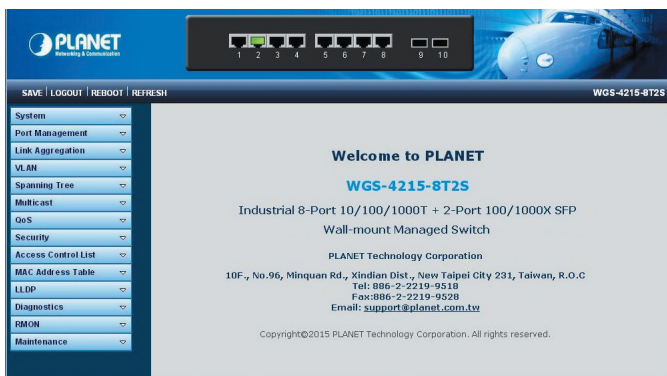 PLANET
Networking & Communication
1 2 3 4 5 6 7 8 9 10
SAVE | LOGOUT | REBOOT | REFRESH
WGS-4215-8T2S
System
Port Management
Link Aggregation
VLAN
Spanning Tree
Multicast
QoS
Security
Access Control List
MAC Address Table
LLDP
Diagnostics
RMON
Maintenance
Welcome to PLANET
WGS-4215-8T2S
Industrial 8-Port 10/100/1000T + 2-Port 100/1000X SFP
Wall-mount Managed Switch
PLANET Technology Corporation
10F., No.96, Minquan Rd., Xindian Dist., New Taipei City 231, Taiwan, R.O.C
Tel: 886-2-2219-9518
Fax:886-2-2219-9528
Email: support@planet.com.tw
Copyright©2015 PLANET Technology Corporation. All rights reserved.